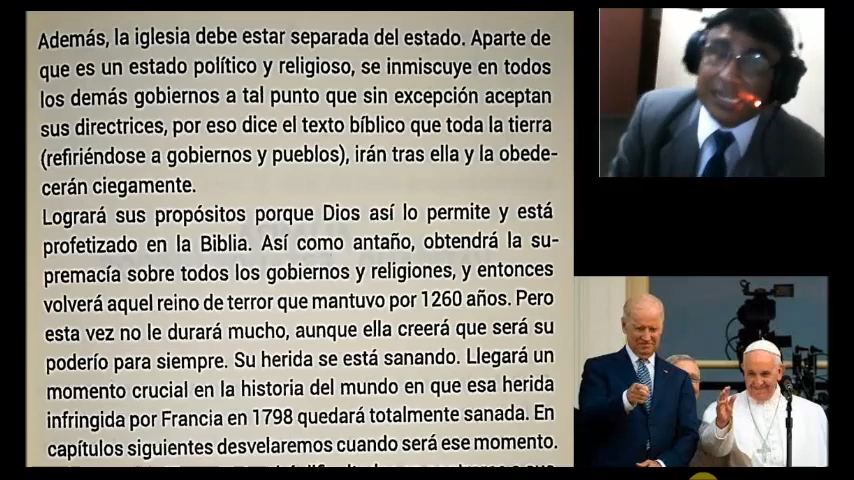 Además, la iglesia debe estar separada del estado. Aparte de
que es un estado político y religioso, se inmiscuye en todos
los demás gobiernos a tal punto que sin excepción aceptan
sus directrices, por eso dice el texto bíblico que toda la tierra
(refiriéndose a gobiernos y pueblos), irán tras ella y la obede-
cerán ciegamente.
Logrará sus propósitos porque Dios así lo permite y está
profetizado en la Biblia. Así como antaño, obtendrá la su-
premacía sobre todos los gobiernos y religiones, y entonces
volverá aquel reino de terror que mantuvo por 1260 años. Pero
esta vez no le durará mucho, aunque ella creerá que será su
poderío para siempre. Su herida se está sanando. Llegará un
momento crucial en la historia del mundo en que esa herida
infringida por Francia en 1798 quedará totalmente sanada. En
capítulos siguientes desvelaremos cuando será ese momento.